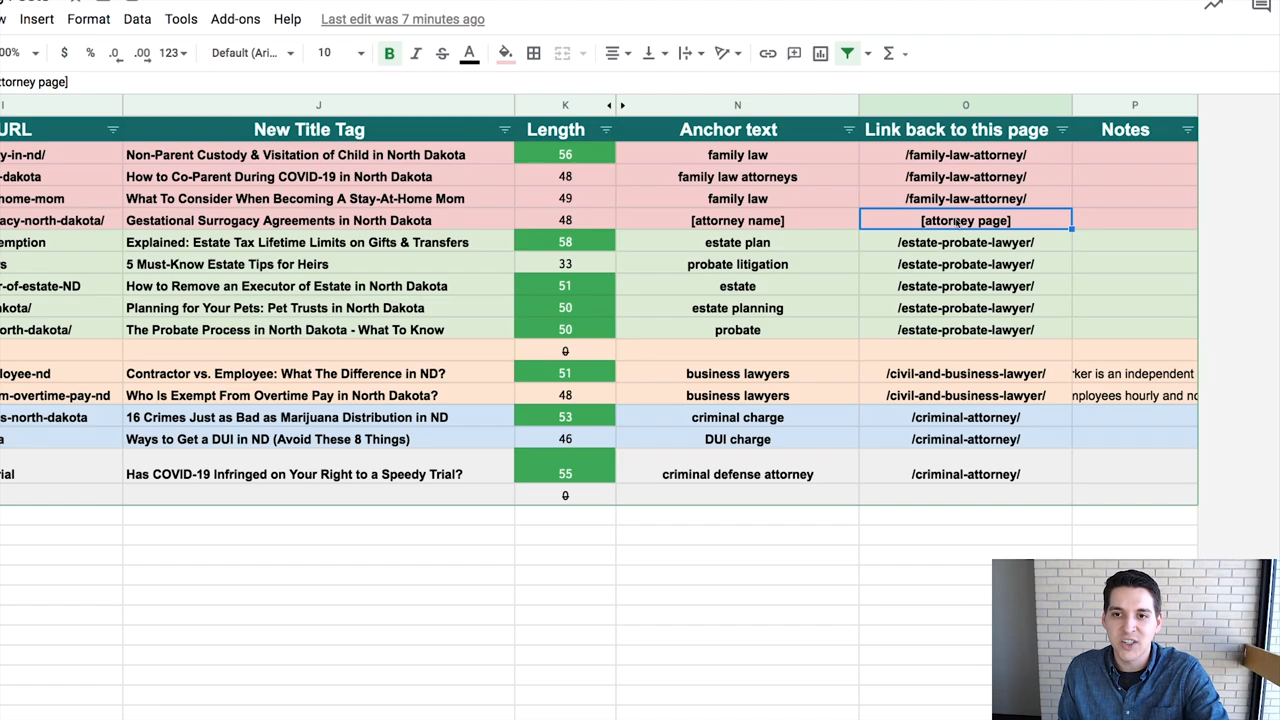 Insert Format Data Tools Add-ons Help Last edit was 7 minutes ago
00% $ % .0 .00 123 Default (Ari... 10 B I S A Σ
ttorney page]
I J K N O P
URL New Title Tag Length Anchor text Link back to this page Notes
y-in-nd/ Non-Parent Custody & Visitation of Child in North Dakota 56 family law /family-law-attorney/
-dakota How to Co-Parent During COVID-19 in North Dakota 48 family law attorneys /family-law-attorney/
home-mom What To Consider When Becoming A Stay-At-Home Mom 49 family law /family-law-attorney/
acy-north-dakota/ Gestational Surrogacy Agreements in North Dakota 48 [attorney name] [attorney page]
emption Explained: Estate Tax Lifetime Limits on Gifts & Transfers 58 estate plan /estate-probate-lawyer/
rs 5 Must-Know Estate Tips for Heirs 33 probate litigation /estate-probate-lawyer/
r-of-estate-ND How to Remove an Executor of Estate in North Dakota 51 estate /estate-probate-lawyer/
akota/ Planning for Your Pets: Pet Trusts in North Dakota 50 estate planning /estate-probate-lawyer/
north-dakota/ The Probate Process in North Dakota - What To Know 50 probate /estate-probate-lawyer/
0
loyee-nd Contractor vs. Employee: What The Difference in ND? 51 business lawyers /civil-and-business-lawyer/ rker is an independent
m-overtime-pay-nd Who Is Exempt From Overtime Pay in North Dakota? 48 business lawyers /civil-and-business-lawyer/ mployees hourly and no
s-north-dakota 16 Crimes Just as Bad as Marijuana Distribution in ND 53 criminal charge /criminal-attorney/
a Ways to Get a DUI in ND (Avoid These 8 Things) 46 DUI charge /criminal-attorney/
rial Has COVID-19 Infringed on Your Right to a Speedy Trial? 55 criminal defense attorney /criminal-attorney/
0